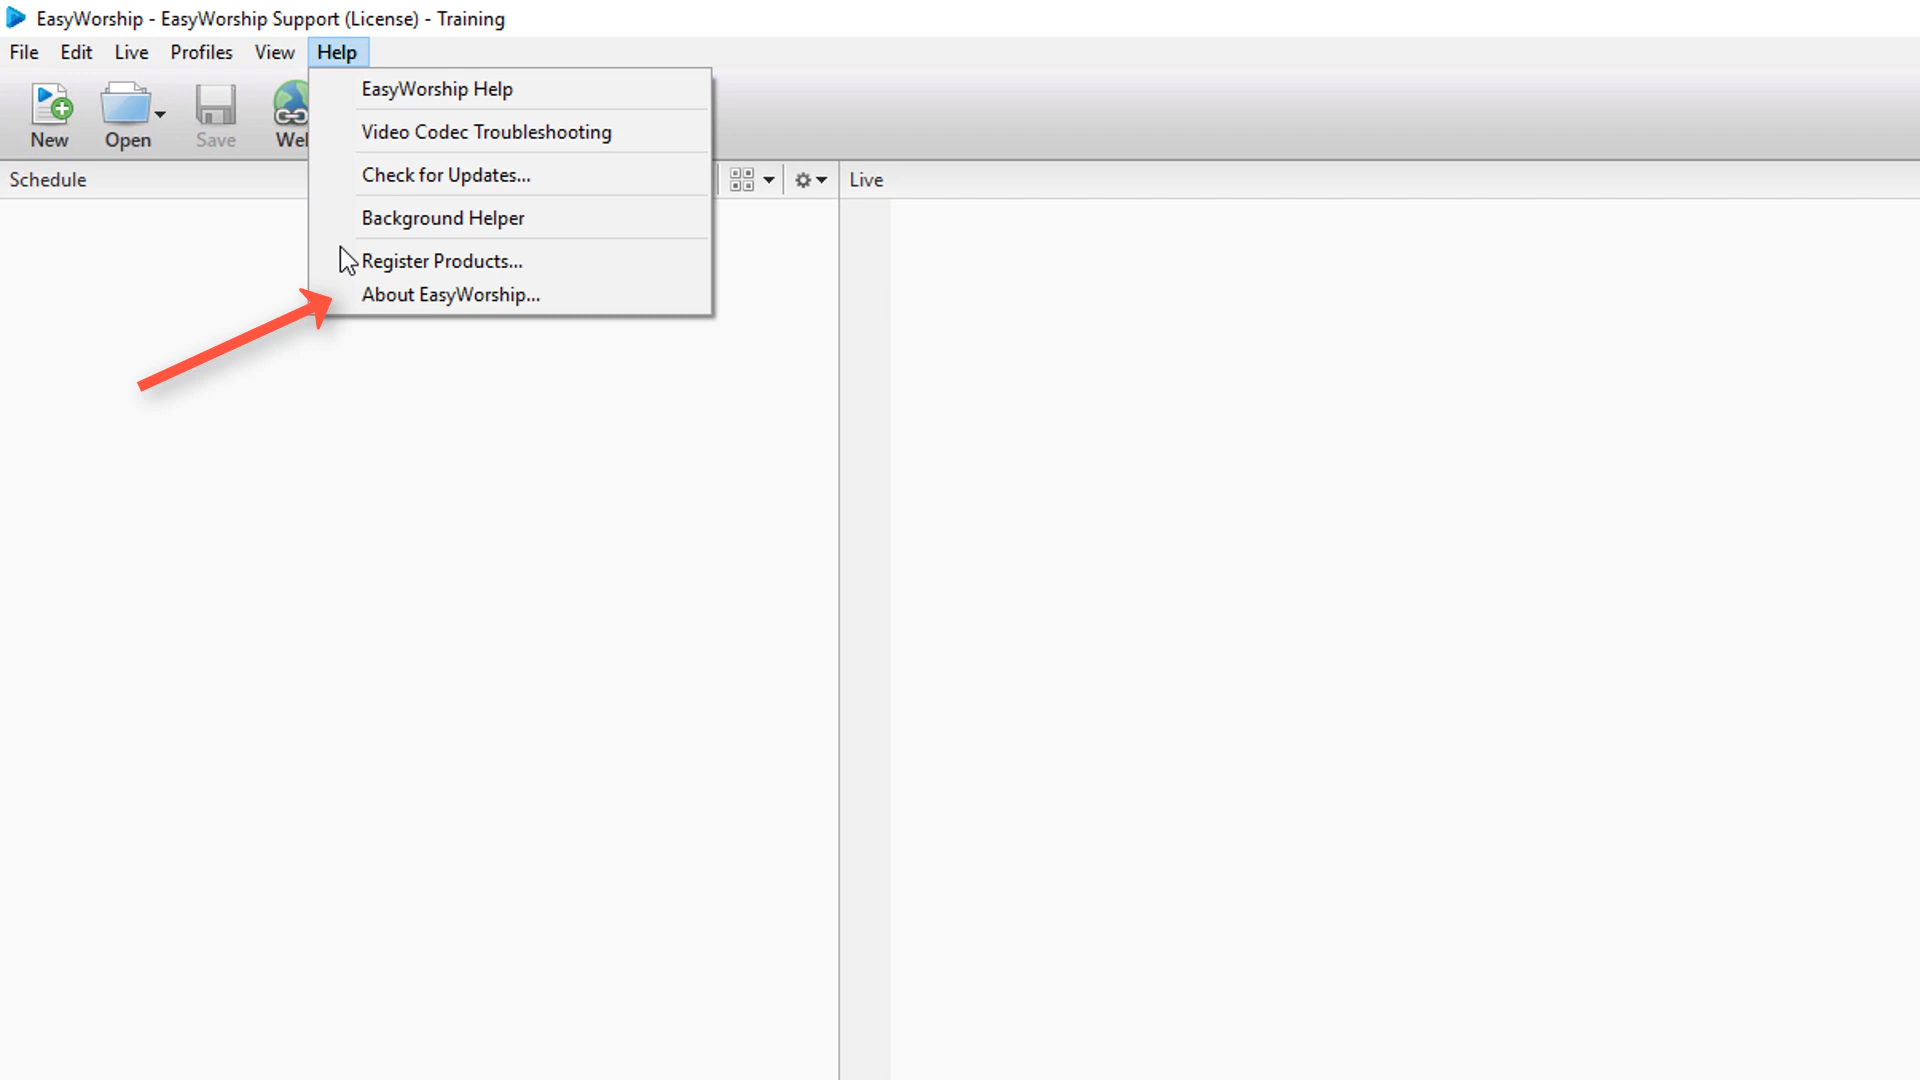 EasyWorship - EasyWorship Support (License) - Training
File Edit Live Profiles View Help
New Open Save
EasyWorship Help
Video Codec Troubleshooting
Check for Updates...
Background Helper
Register Products...
About EasyWorship...
Schedule
Live